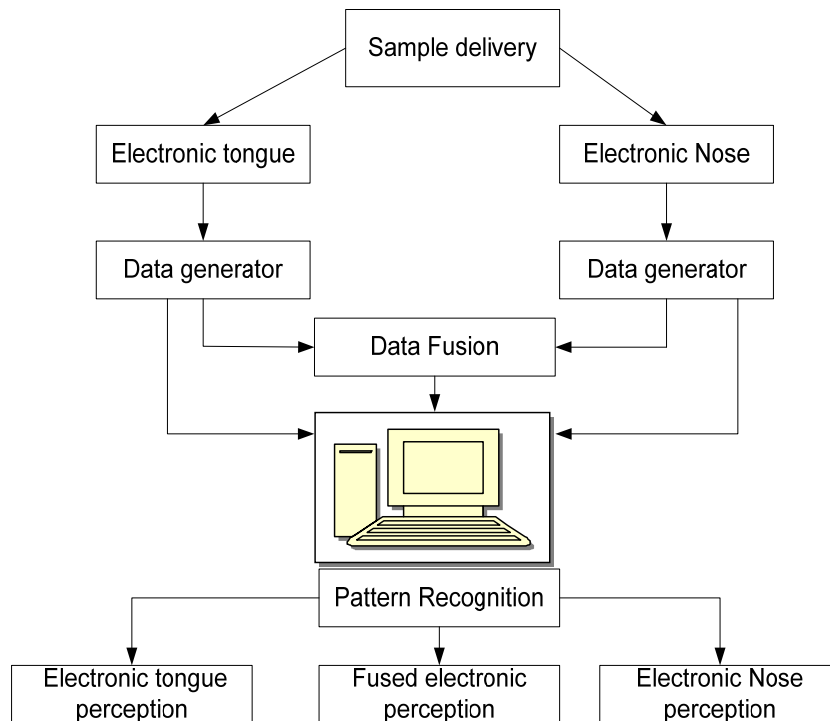 Sample delivery
Electronic tongue
Electronic Nose
Data generator
Data generator
Data Fusion
Pattern Recognition
Electronic tongue
perception
Fused electronic
perception
Electronic Nose
perception